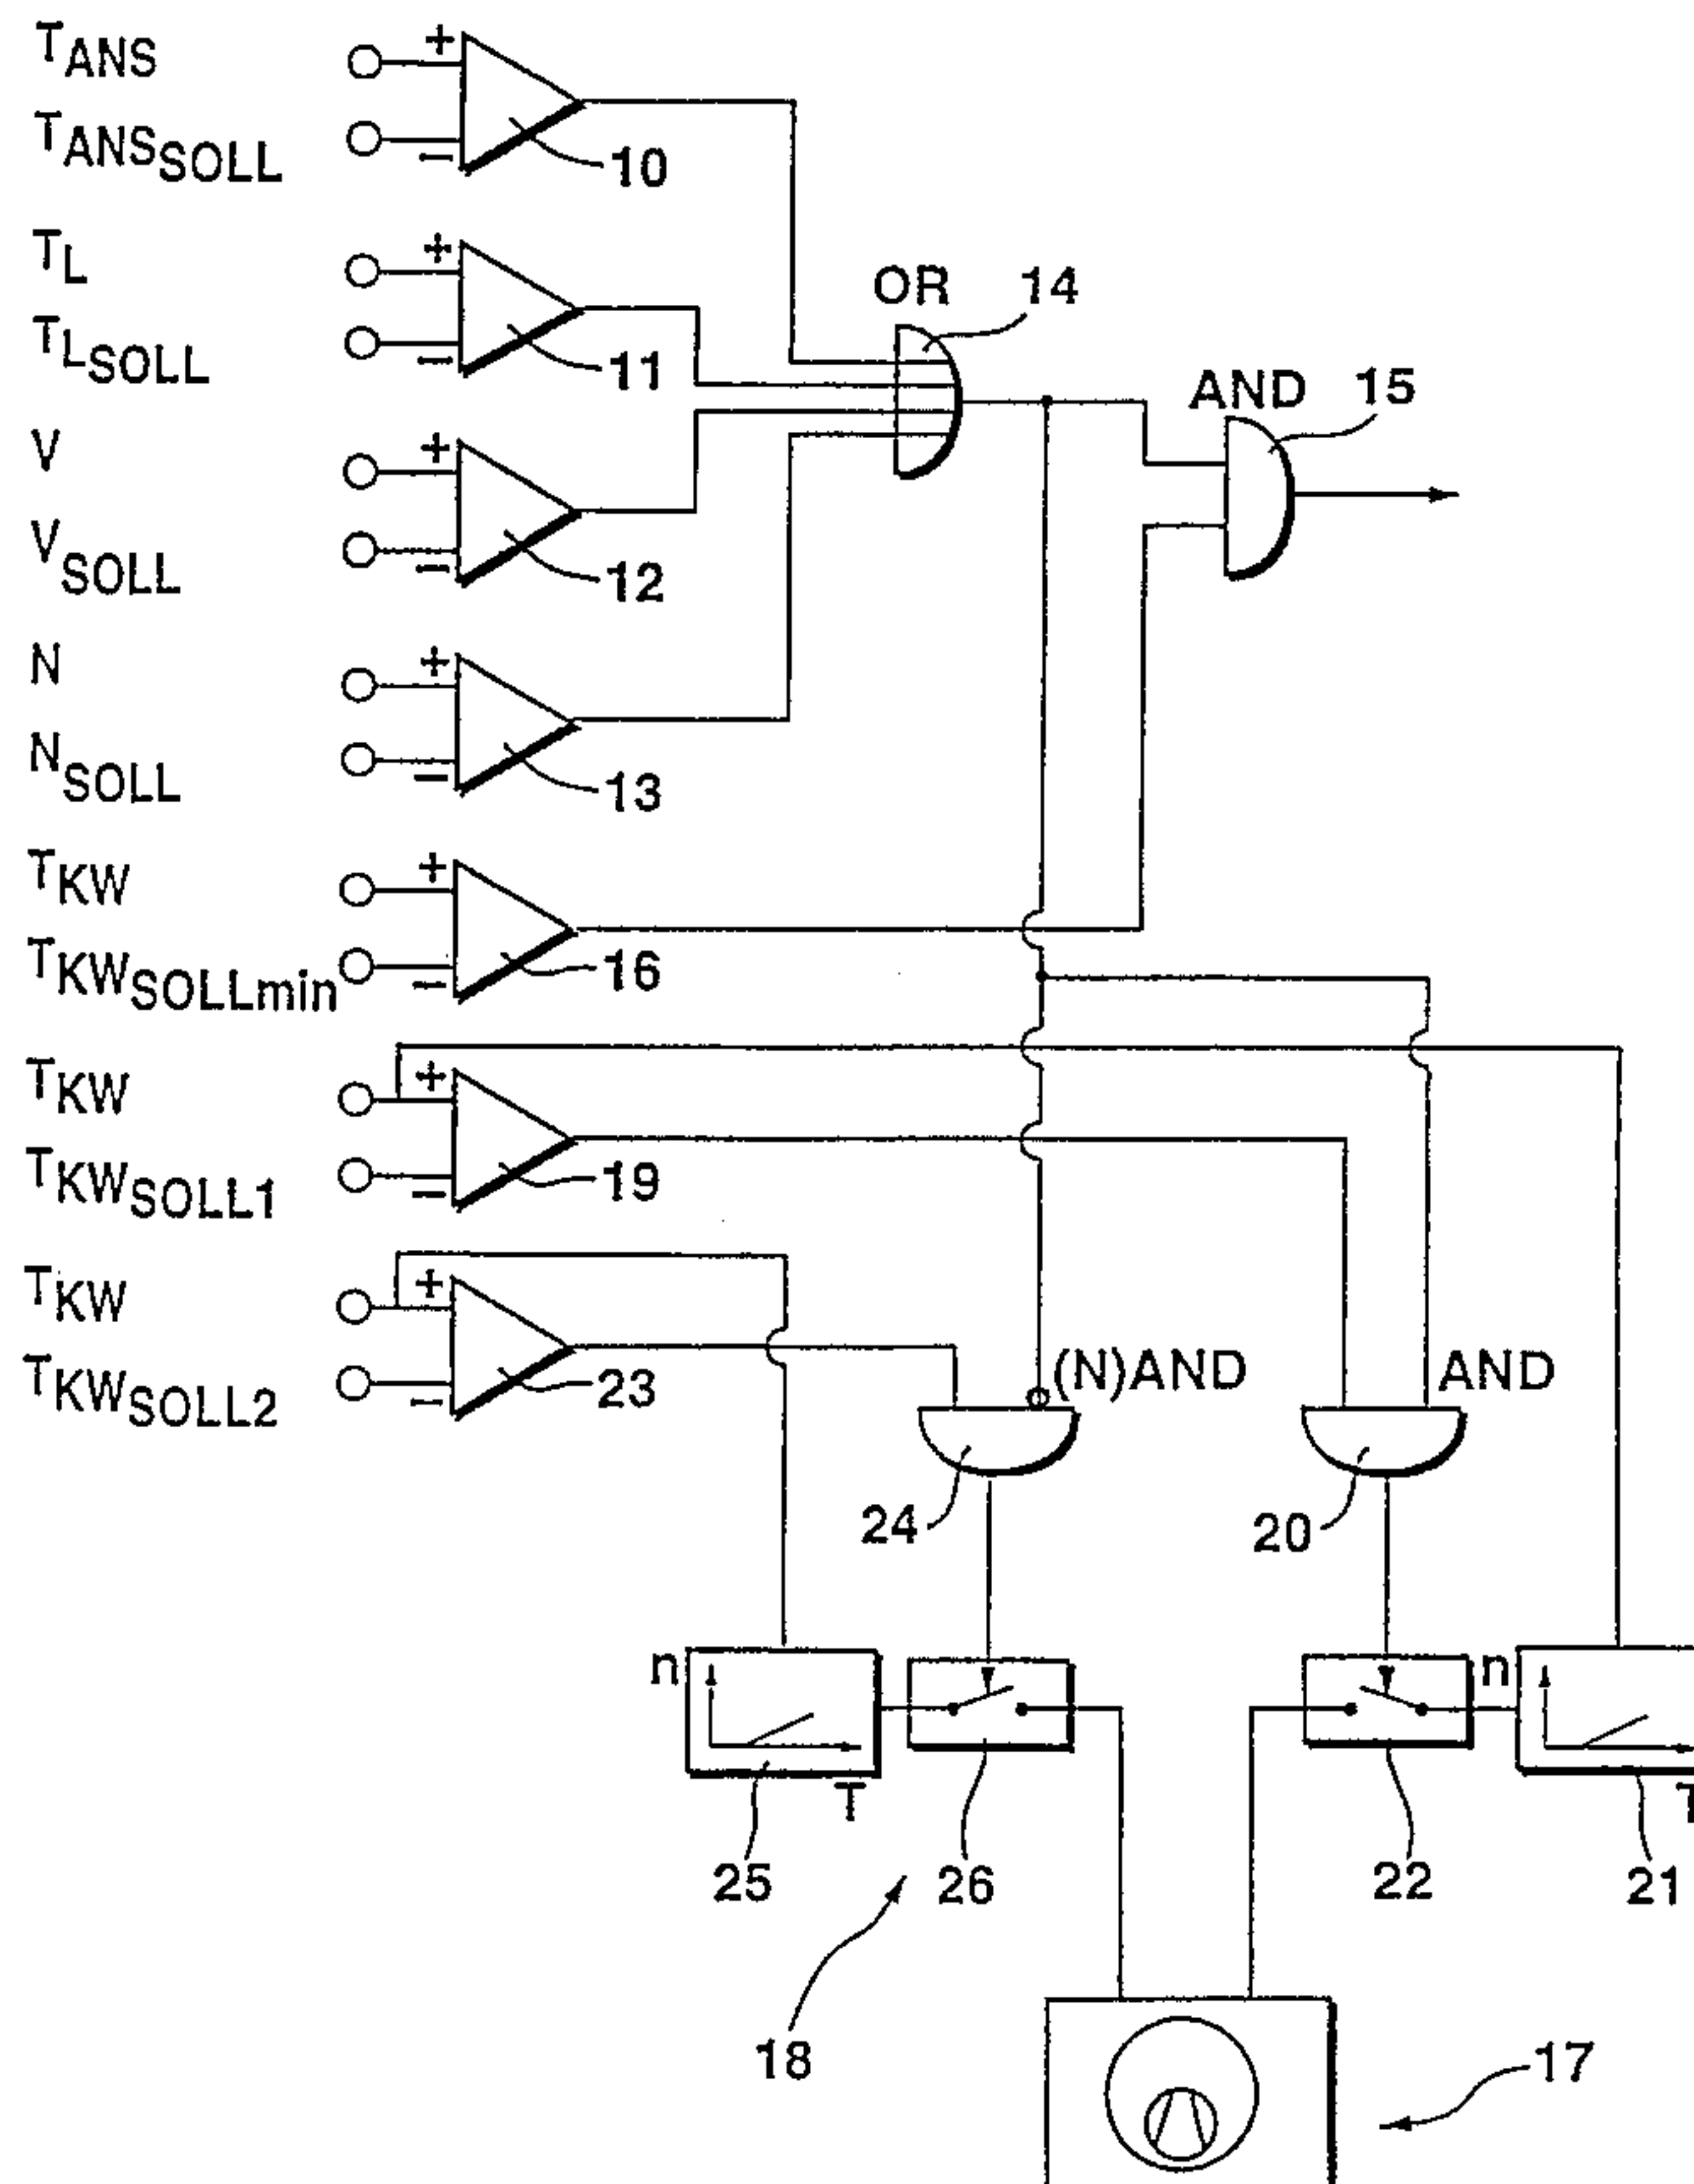 TANS
+
TANSSOLL
−
10
TL
+
OR 14
TLSOLL
−
11
AND 15
V
+
VSOLL
−
12
N
+
NSOLL
−
13
TKW
+
TKWSOLLmin
−
16
TKW
+
TKWSOLL1
−
19
TKW
+
TKWSOLL2
−
23
(N)AND
AND
24
20
n
n
T
T
25
26
22
21
18
17